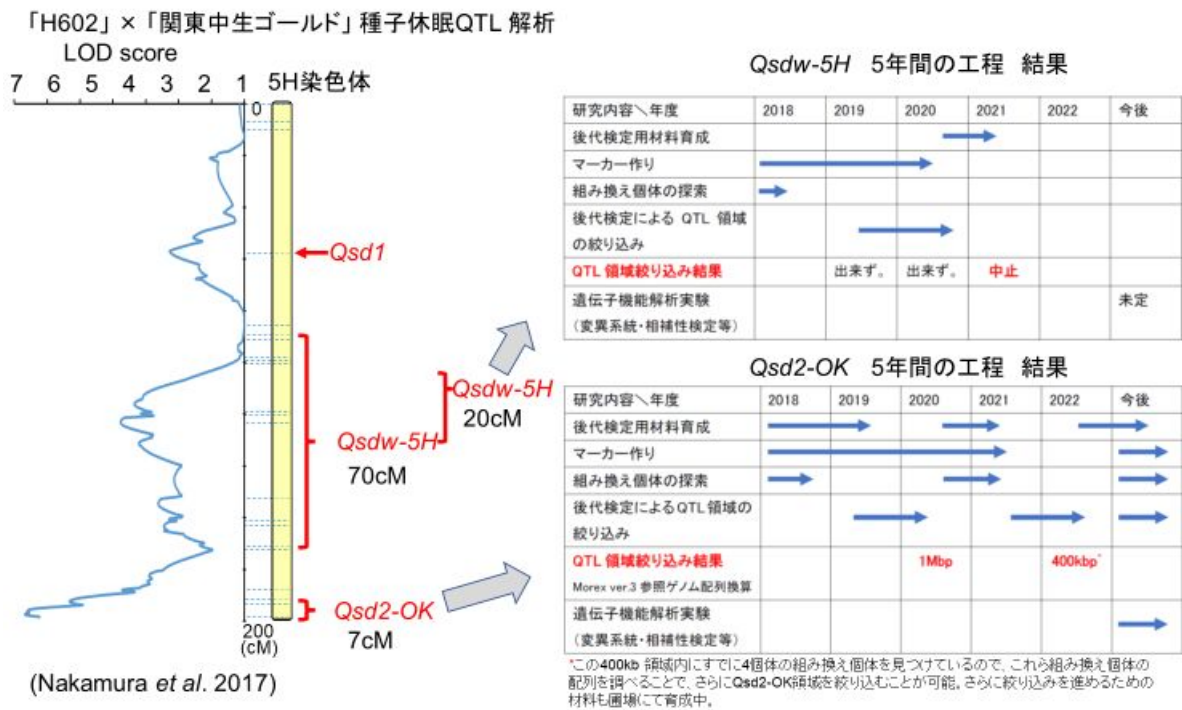 「H602」×「関東中生ゴールド」種子休眠QTL 解析
LOD score
7 6 5 4 3 2 1 5H染色体
0
Qsd1
Qsdw-5H
20cM
Qsdw-5H
70cM
Qsd2-OK
7cM
200
(cM)
(Nakamura et al. 2017)
Qsdw-5H 5年間の工程 結果
研究内容＼年度 2018 2019 2020 2021 2022 今後
後代検定用材料育成
マーカー作り
組み換え個体の探索
後代検定による QTL 領域
の絞り込み
QTL 領域絞り込み結果 出来ず。 出来ず。 中止
遺伝子機能解析実験 未定
（変異系統・相補性検定等）
Qsd2-OK 5年間の工程 結果
研究内容＼年度 2018 2019 2020 2021 2022 今後
後代検定用材料育成
マーカー作り
組み換え個体の探索
後代検定によるQTL領域の
絞り込み
QTL 領域絞り込み結果 1Mbp 400kbp*
Morex ver.3 参照ゲノム配列換算
遺伝子機能解析実験
（変異系統・相補性検定等）
*この400kb 領域内にすでに4個体の組み換え個体を見つけているので、これら組み換え個体の
配列を調べることで、さらにQsd2-OK領域を絞り込むことが可能。さらに絞り込みを進めるための
材料も圃場にて育成中。